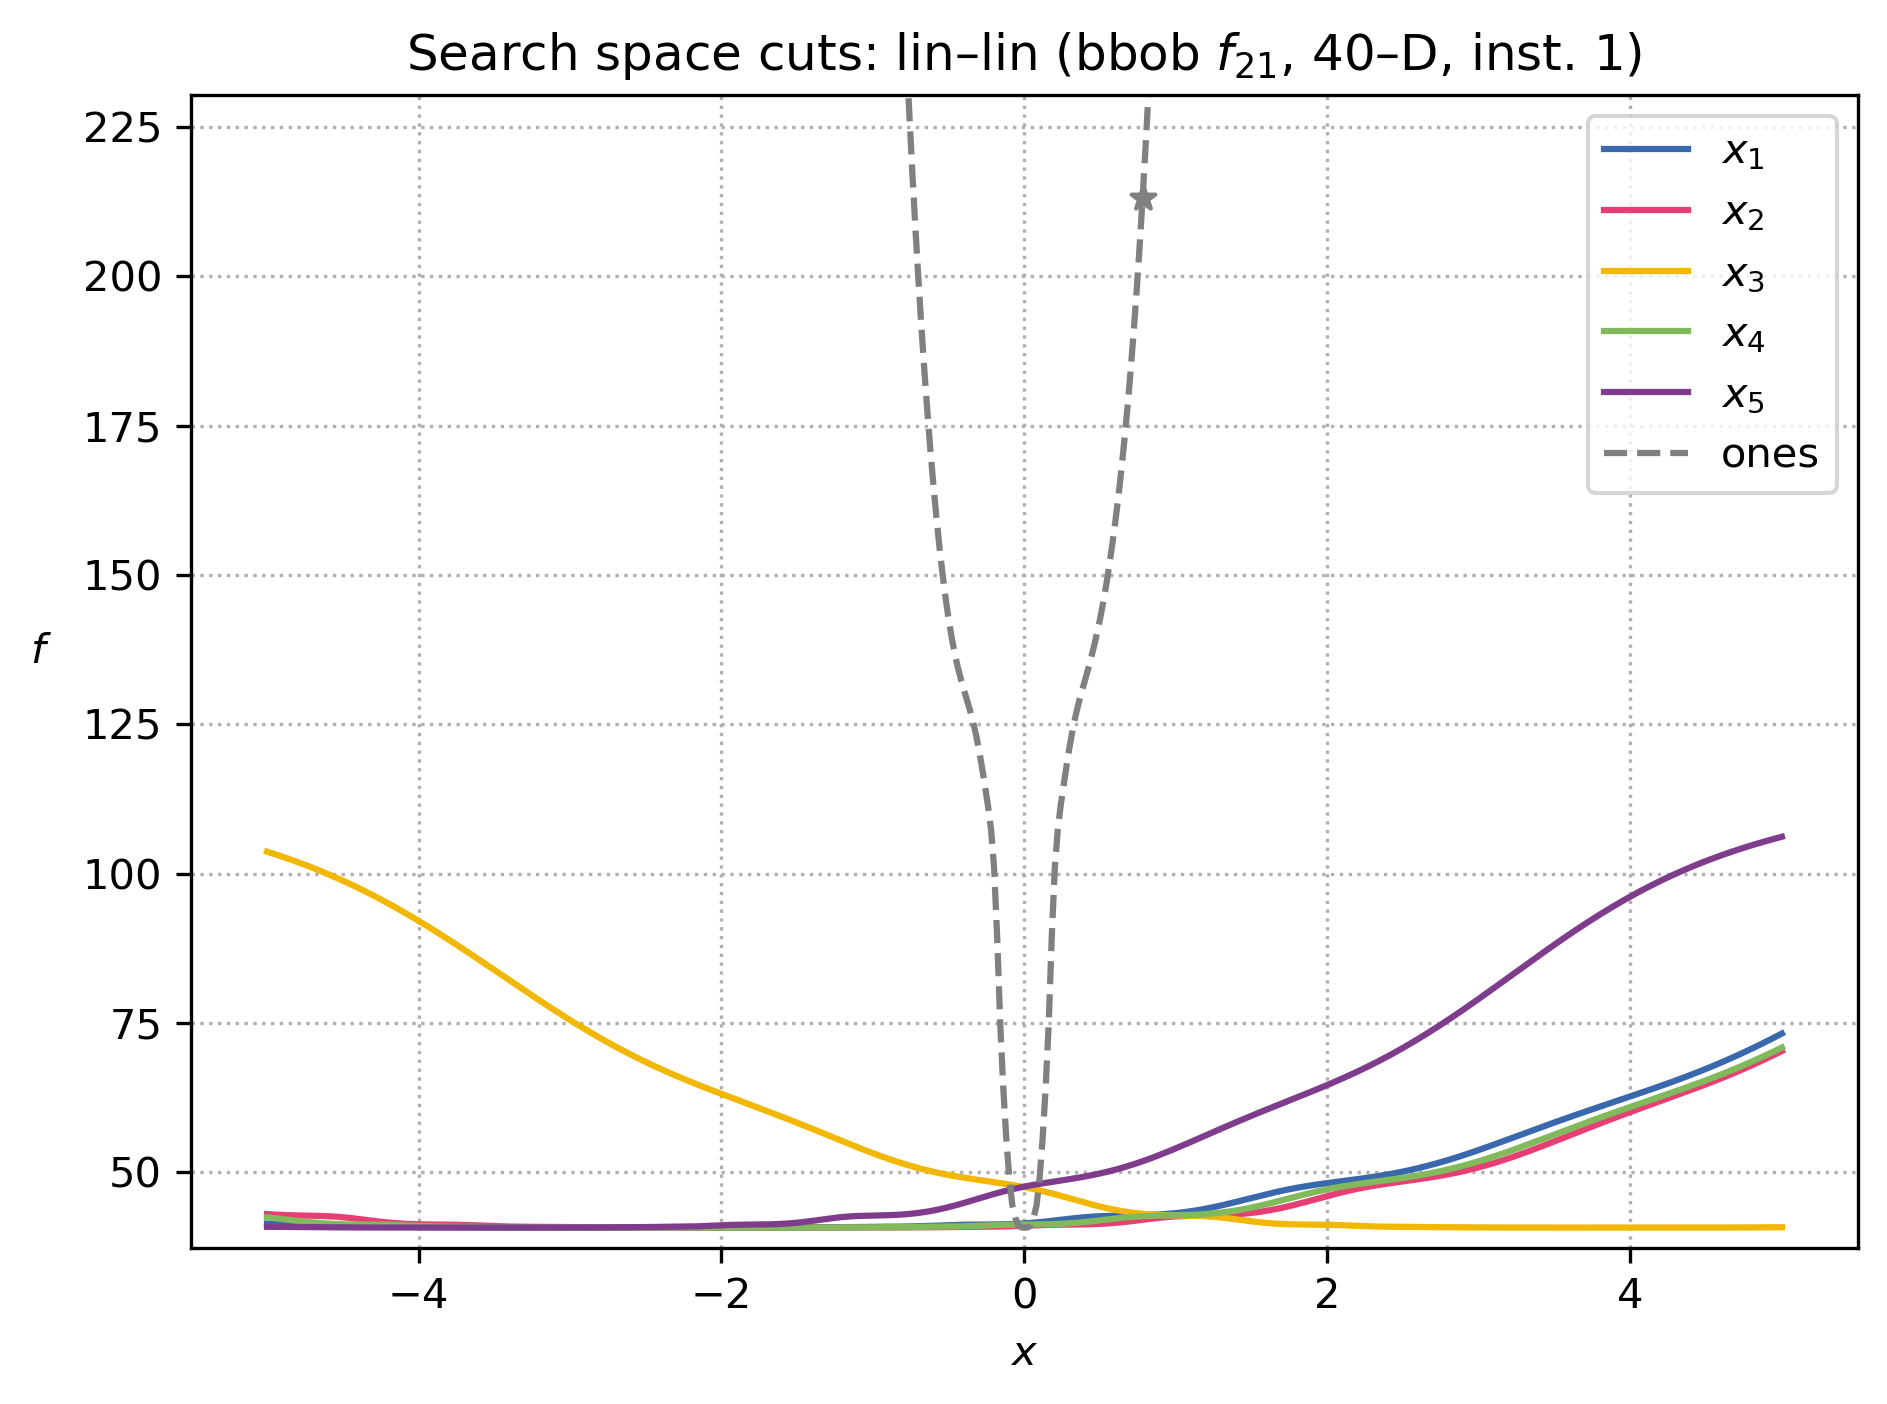 Search space cuts: lin–lin (bbob f₂₁, 40–D, inst. 1)
225
200
175
150
125
100
75
50
f
−4
−2
0
2
4
x
x₁
x₂
x₃
x₄
x₅
ones